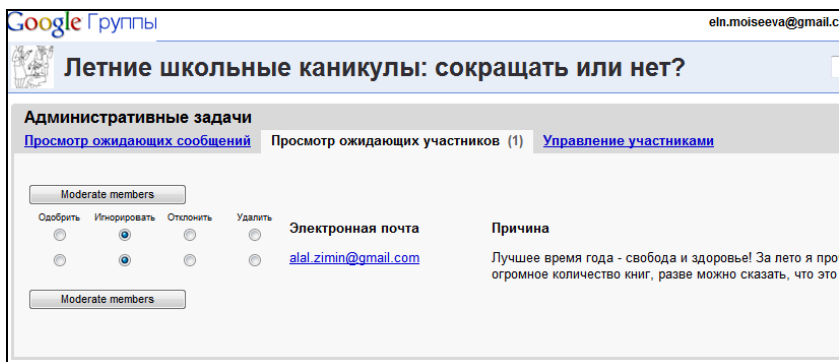 Google Группы
eln.moiseeva@gmail.c
Летние школьные каникулы: сокращать или нет?
Административные задачи
Просмотр ожидающих сообщений Просмотр ожидающих участников (1) Управление участниками
Moderate members
Одобрить Игнорировать Отклонить Удалить
Электронная почта Причина
alal.zimin@gmail.com Лучшее время года - свобода и здоровье! За лето я про
огромное количество книг, разве можно сказать, что это
Moderate members